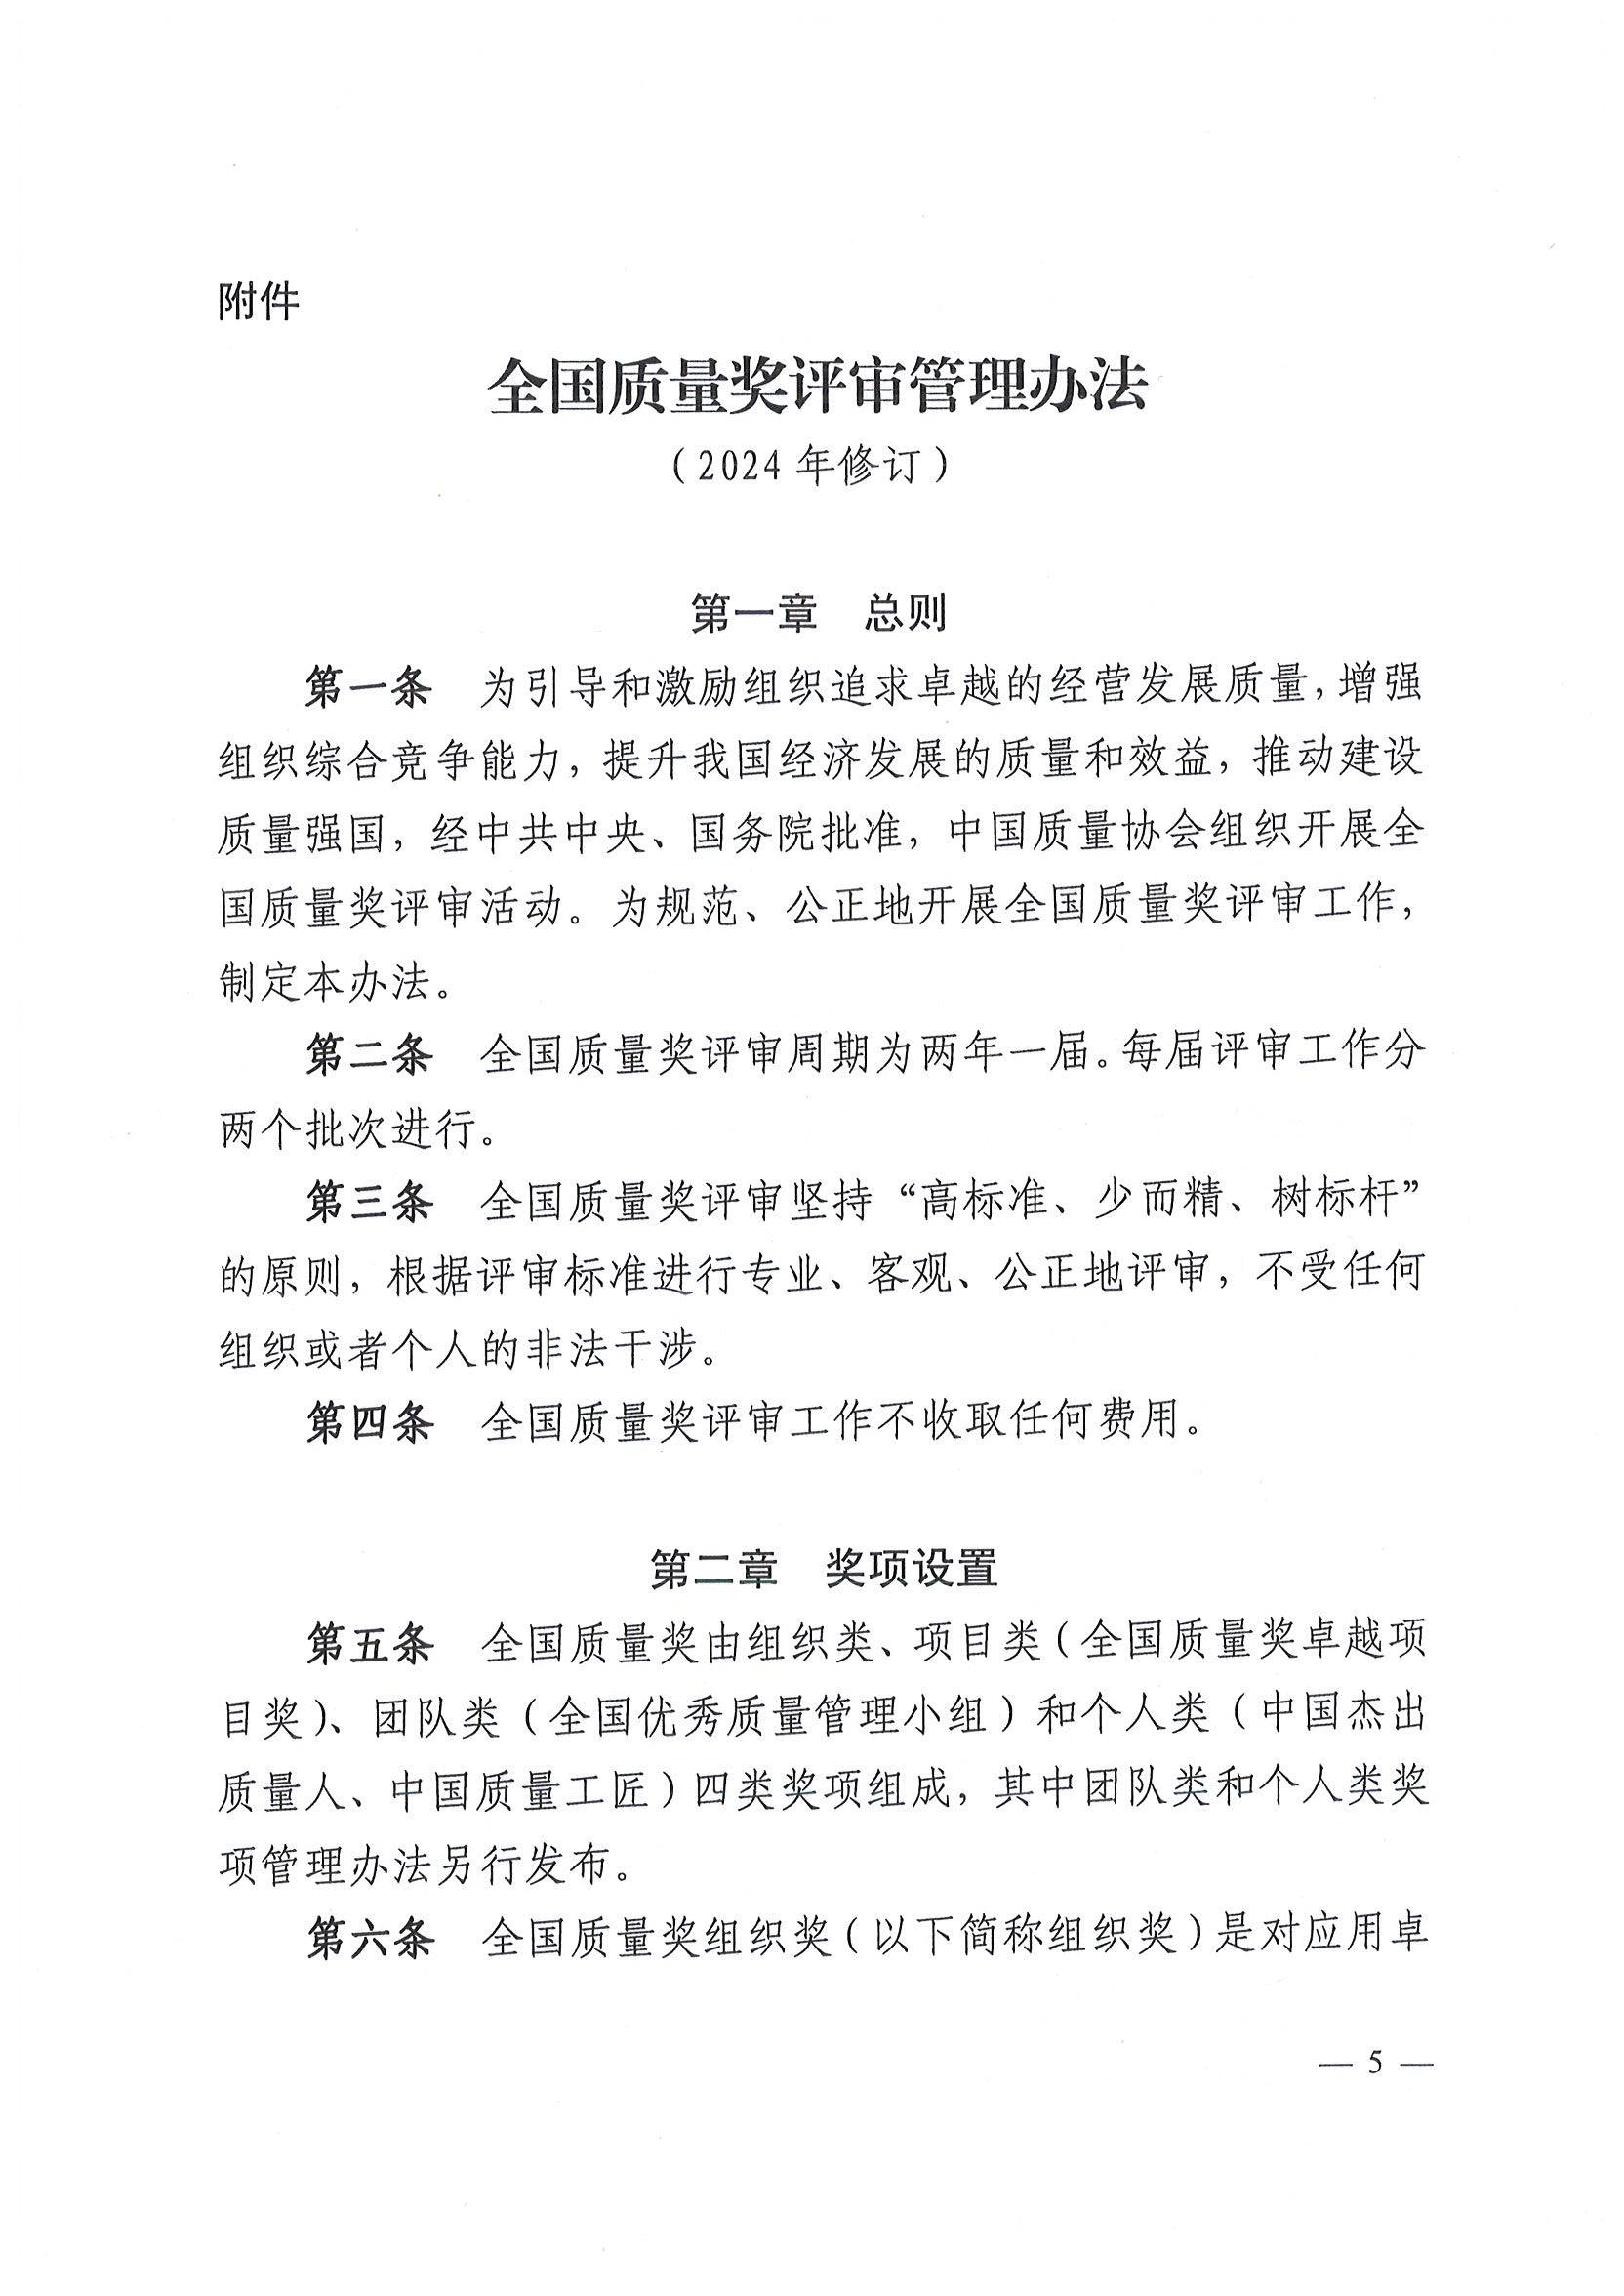 附件
全国质量奖评审管理办法
（2024 年修订）
第一章　总则
第一条　为引导和激励组织追求卓越的经营发展质量，增强
组织综合竞争能力，提升我国经济发展的质量和效益，推动建设
质量强国，经中共中央、国务院批准，中国质量协会组织开展全
国质量奖评审活动。为规范、公正地开展全国质量奖评审工作，
制定本办法。
第二条　全国质量奖评审周期为两年一届。每届评审工作分
两个批次进行。
第三条　全国质量奖评审坚持“高标准、少而精、树标杆”
的原则，根据评审标准进行专业、客观、公正地评审，不受任何
组织或者个人的非法干涉。
第四条　全国质量奖评审工作不收取任何费用。
第二章　奖项设置
第五条　全国质量奖由组织类、项目类（全国质量奖卓越项
目奖）、团队类（全国优秀质量管理小组）和个人类（中国杰出
质量人、中国质量工匠）四类奖项组成，其中团队类和个人类奖
项管理办法另行发布。
第六条　全国质量奖组织奖（以下简称组织奖）是对应用卓
— 5 —